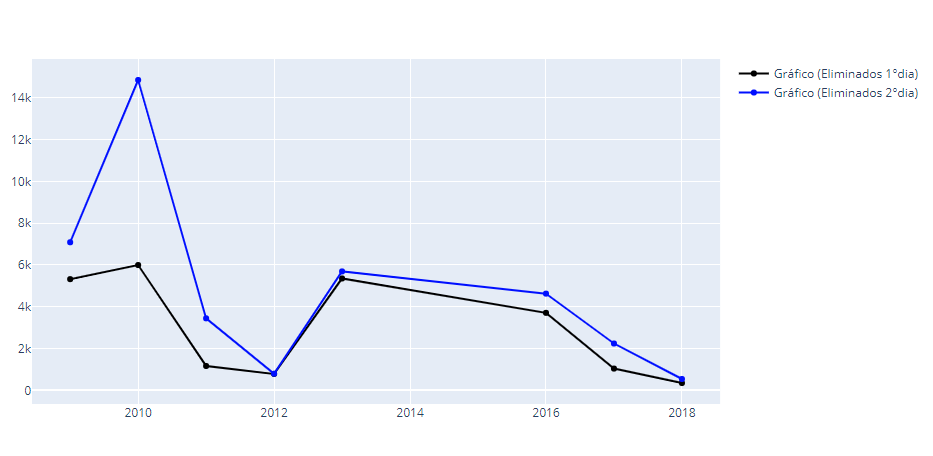 Gráfico (Eliminados 1°dia)
Gráfico (Eliminados 2°dia)
14k
12k
10k
8k
6k
4k
2k
0
2010 2012 2014 2016 2018